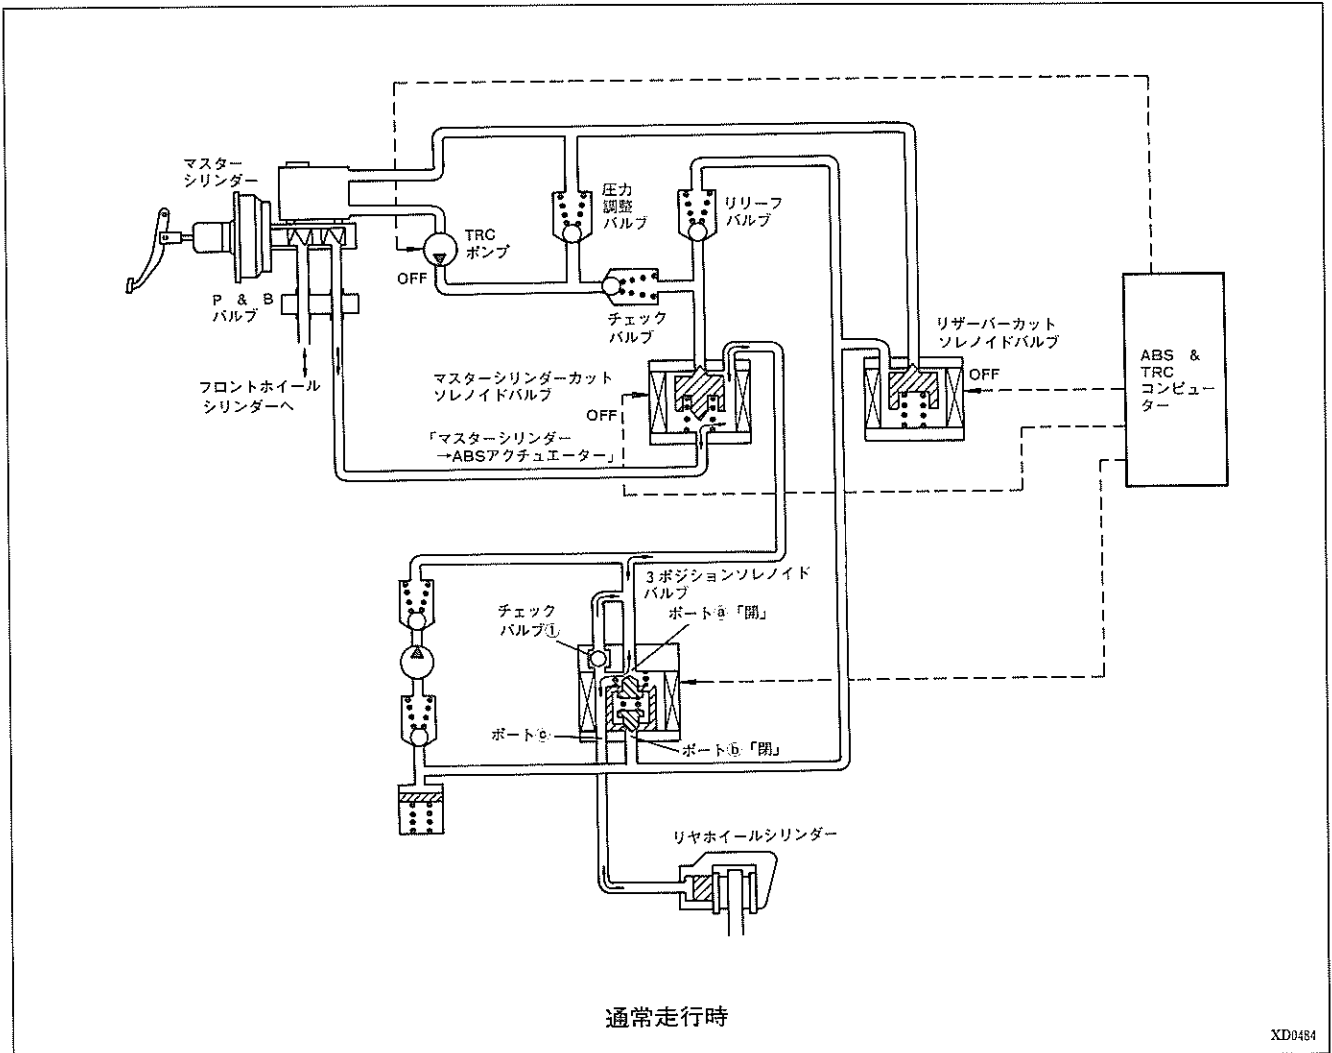 マスター
シリンダー
P & B
バルブ
フロントホイール
シリンダーへ
TRC
ポンプ
OFF
圧力
調整
バルブ
リリーフ
バルブ
チェック
バルブ
マスターシリンダーカット
ソレノイドバルブ
OFF
「マスターシリンダー
→ABSアクチュエーター」
リザーバーカット
ソレノイドバルブ
OFF
ABS &
TRC
コンピュー
ター
3ポジションソレノイド
バルブ
チェック
バルブ①
ポートⓐ「開」
ポートⓒ
ポートⓑ「閉」
リヤホイールシリンダー
通常走行時
XD0484